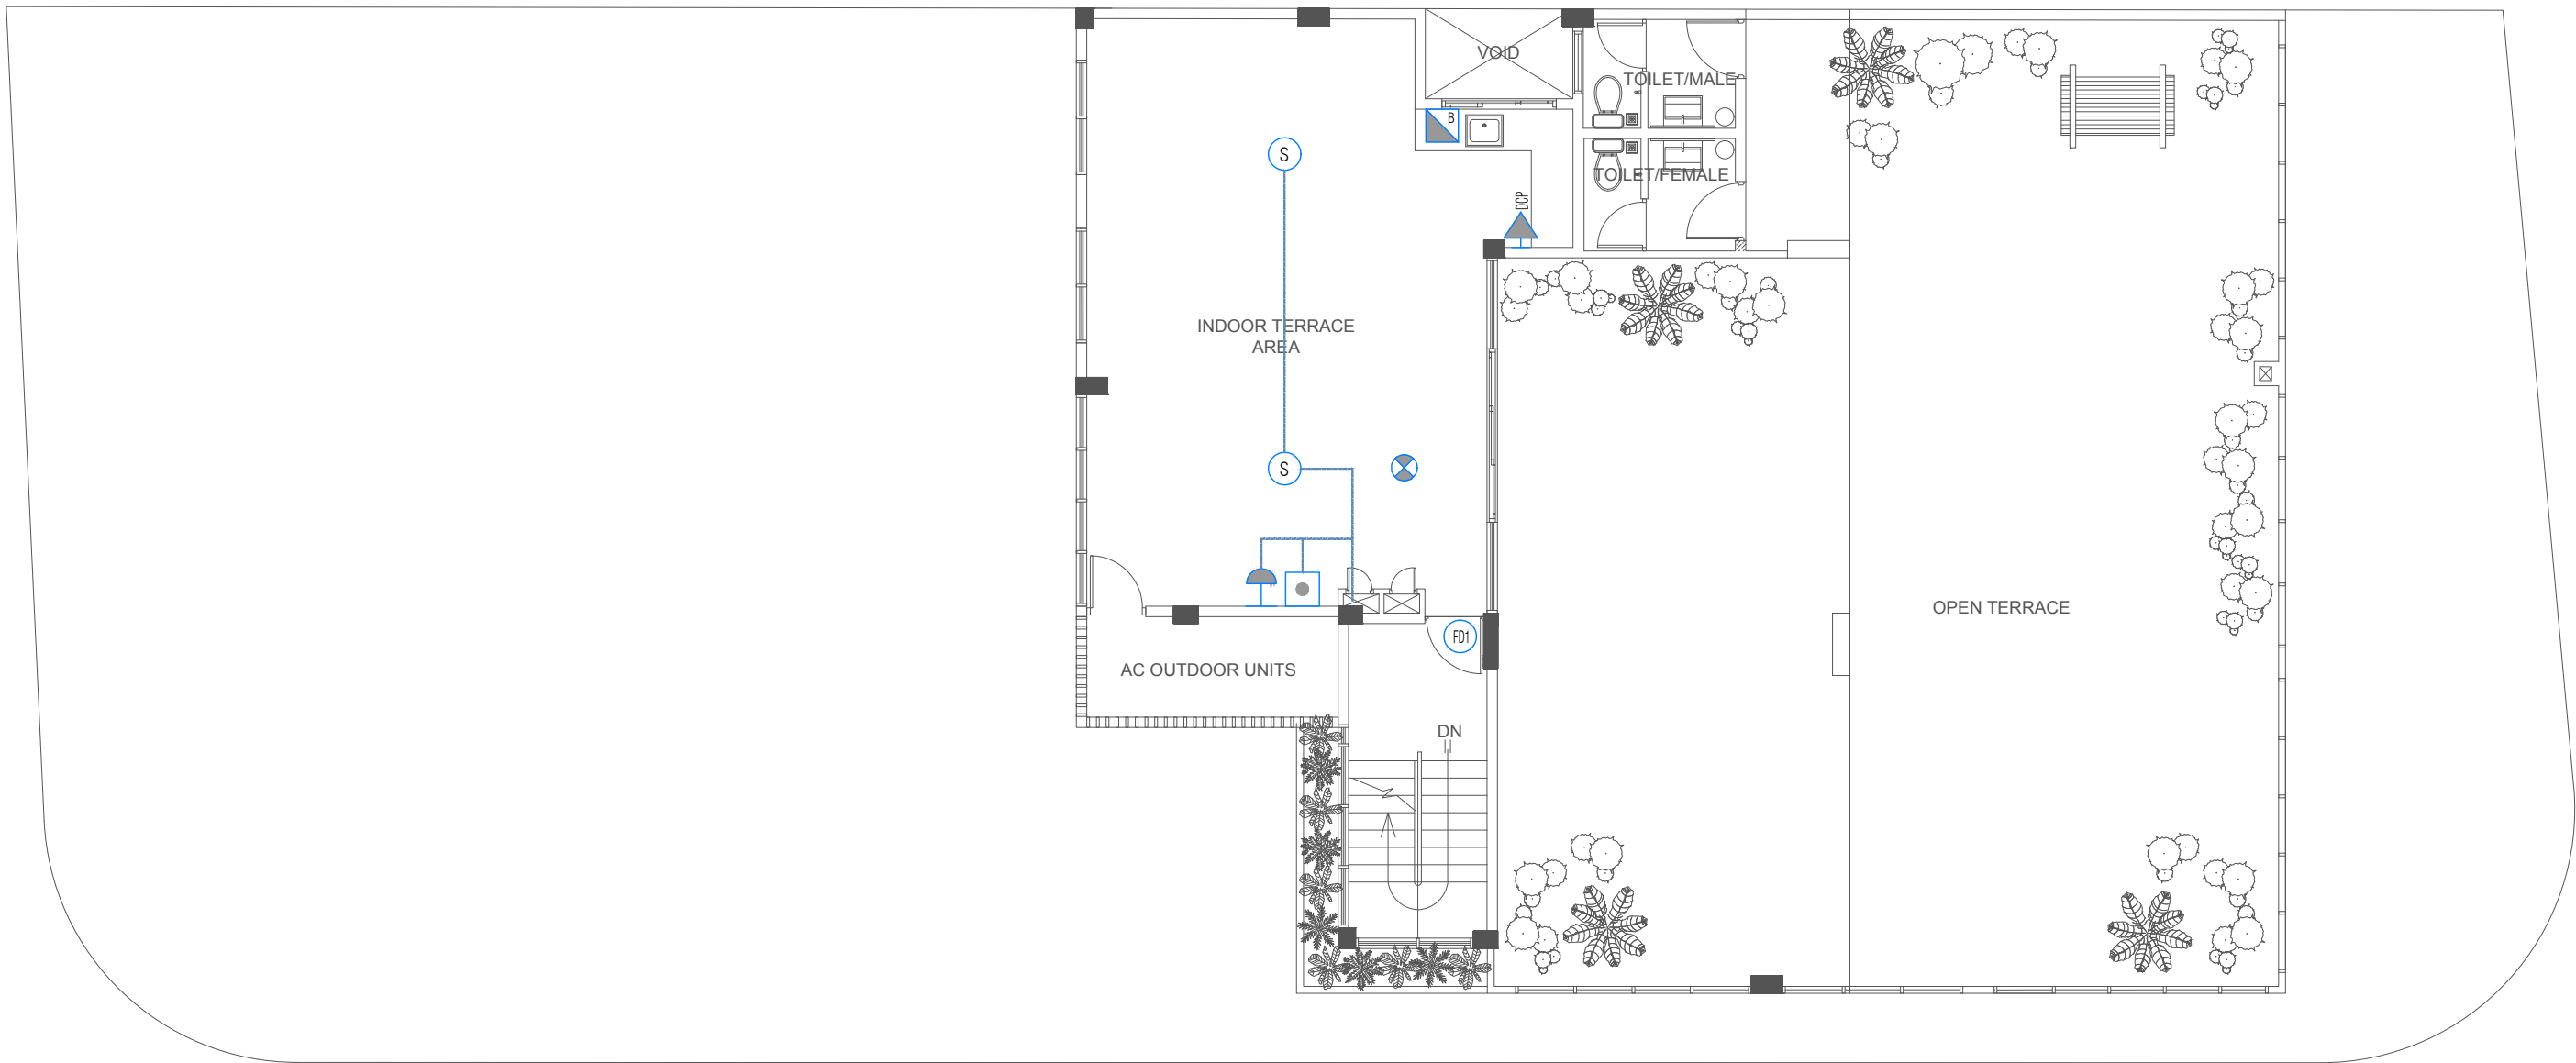 VOID
TOILET/MALE
B
S
TOILET/FEMALE
DCP
INDOOR TERRACE
AREA
S
OPEN TERRACE
FD1
AC OUTDOOR UNITS
DN